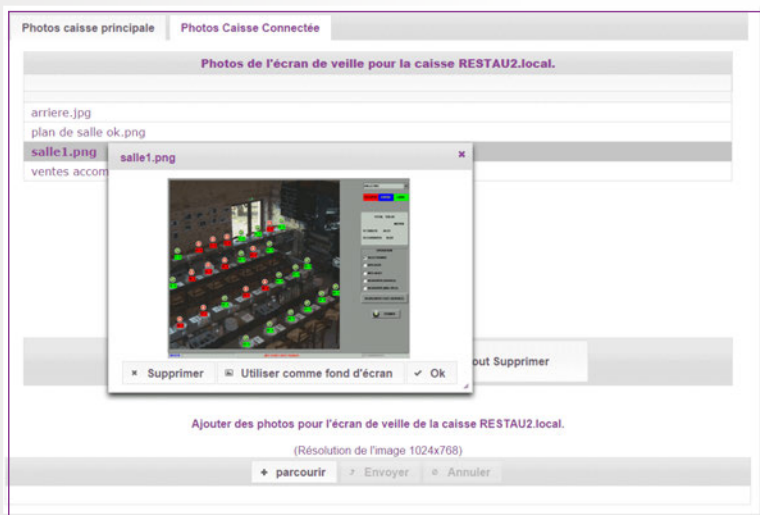 Photos caisse principale
Photos Caisse Connectée
Photos de l'écran de veille pour la caisse RESTAU2.local.
arriere.jpg
plan de salle ok.png
salle1.png
ventes accom
salle1.png
Supprimer
Utiliser comme fond d'écran
Ok
out Supprimer
Ajouter des photos pour l'écran de veille de la caisse RESTAU2.local.
(Résolution de l'image 1024x768)
parcourir
Envoyer
Annuler